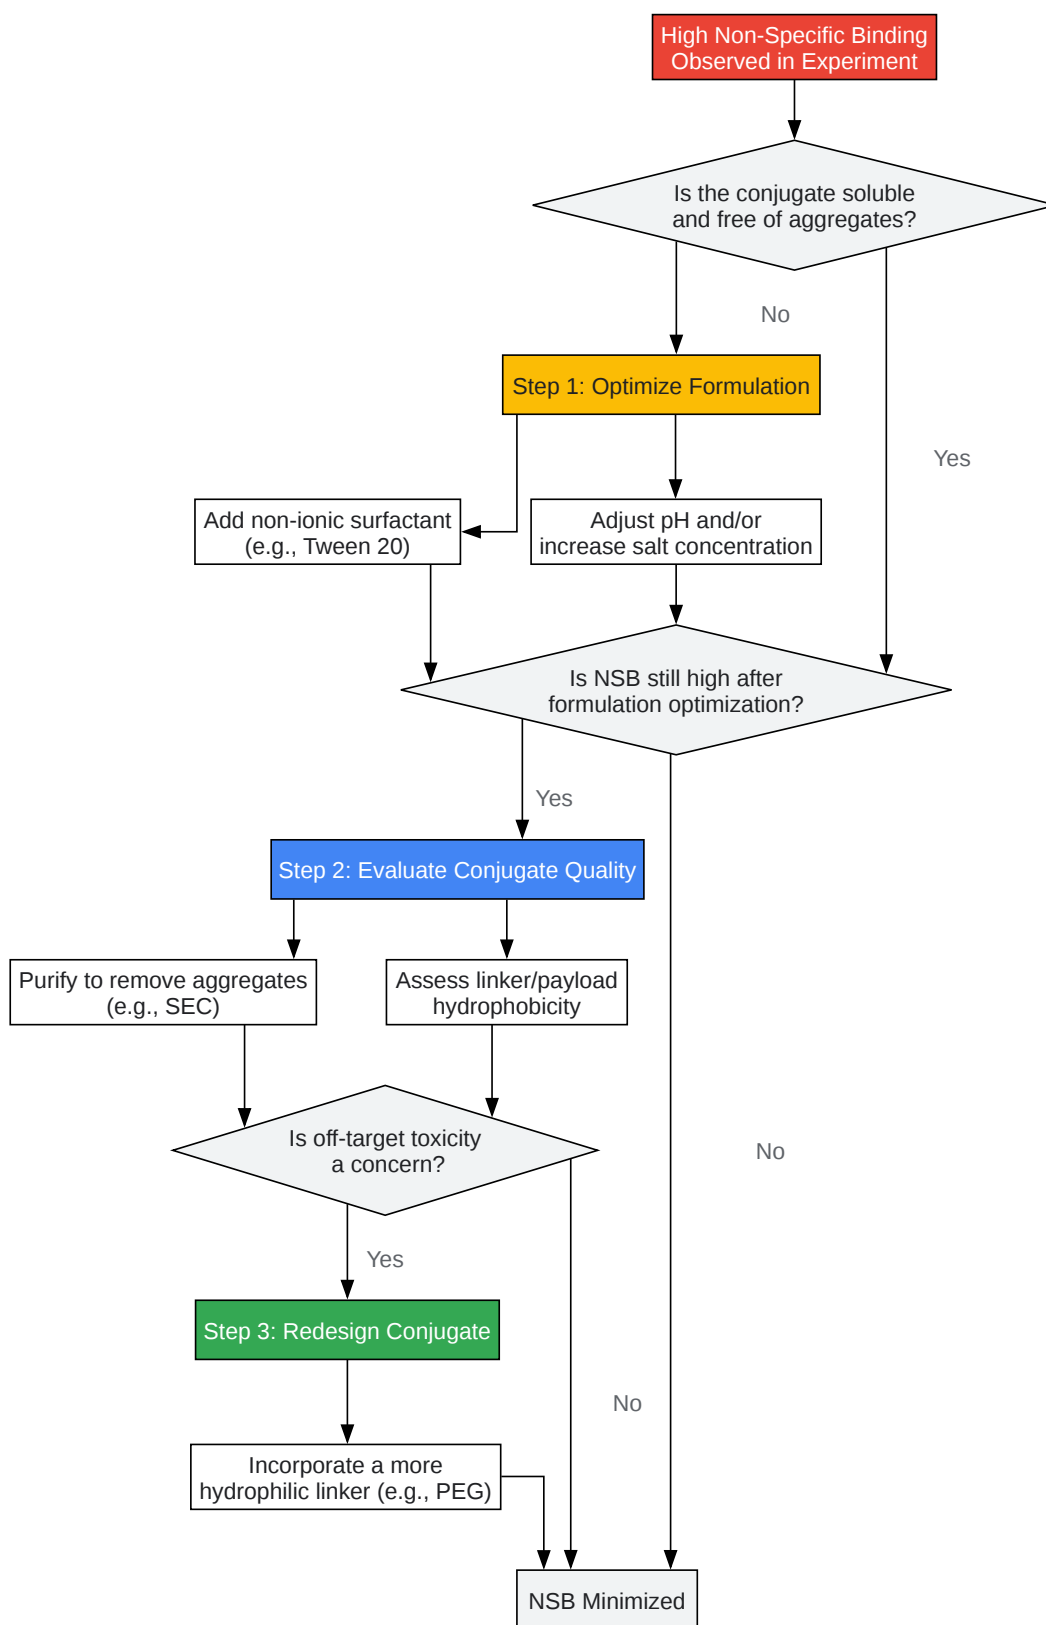 High Non-Specific Binding
Observed in Experiment
Is the conjugate soluble
and free of aggregates?
No
Step 1: Optimize Formulation
Yes
Add non-ionic surfactant
(e.g., Tween 20)
Adjust pH and/or
increase salt concentration
Is NSB still high after
formulation optimization?
Yes
Step 2: Evaluate Conjugate Quality
Purify to remove aggregates
(e.g., SEC)
Assess linker/payload
hydrophobicity
Is off-target toxicity
a concern?
No
Yes
Step 3: Redesign Conjugate
No
Incorporate a more
hydrophilic linker (e.g., PEG)
NSB Minimized